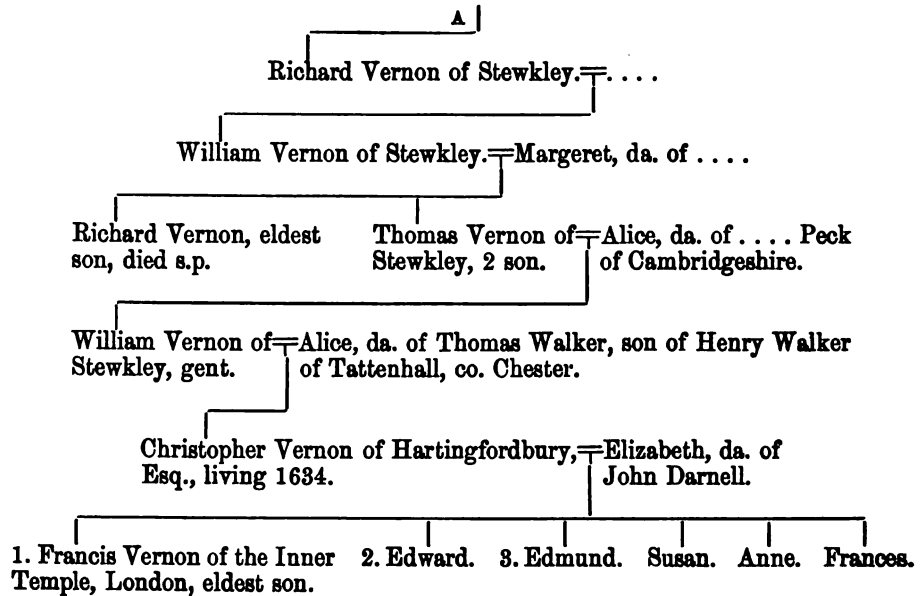 A
Richard Vernon of Stewkley.=. . . .
William Vernon of Stewkley.=Margeret, da. of . . . .
Richard Vernon, eldest son, died s.p.
Thomas Vernon of Stewkley, 2 son.=Alice, da. of . . . . Peck of Cambridgeshire.
William Vernon of Stewkley, gent.=Alice, da. of Thomas Walker, son of Henry Walker of Tattenhall, co. Chester.
Christopher Vernon of Hartingfordbury, Esq., living 1634.=Elizabeth, da. of John Darnell.
1. Francis Vernon of the Inner Temple, London, eldest son.
2. Edward.
3. Edmund.
Susan.
Anne.
Frances.